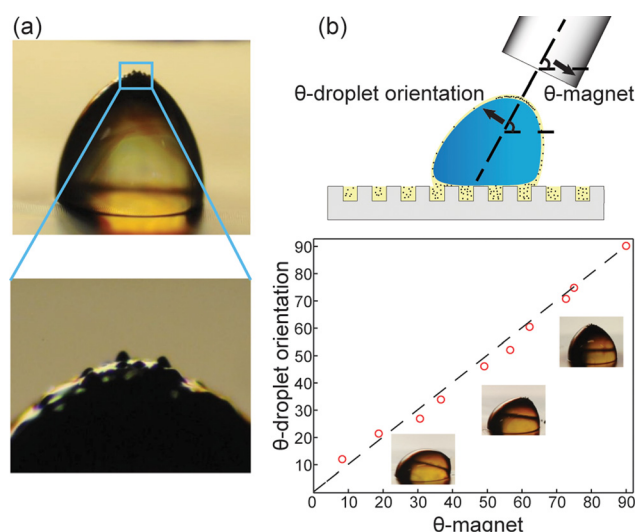 (a)
(b)
θ-droplet orientation
θ-magnet
θ-droplet orientation
90
80
70
60
50
40
30
20
10
0 10 20 30 40 50 60 70 80 90
θ-magnet